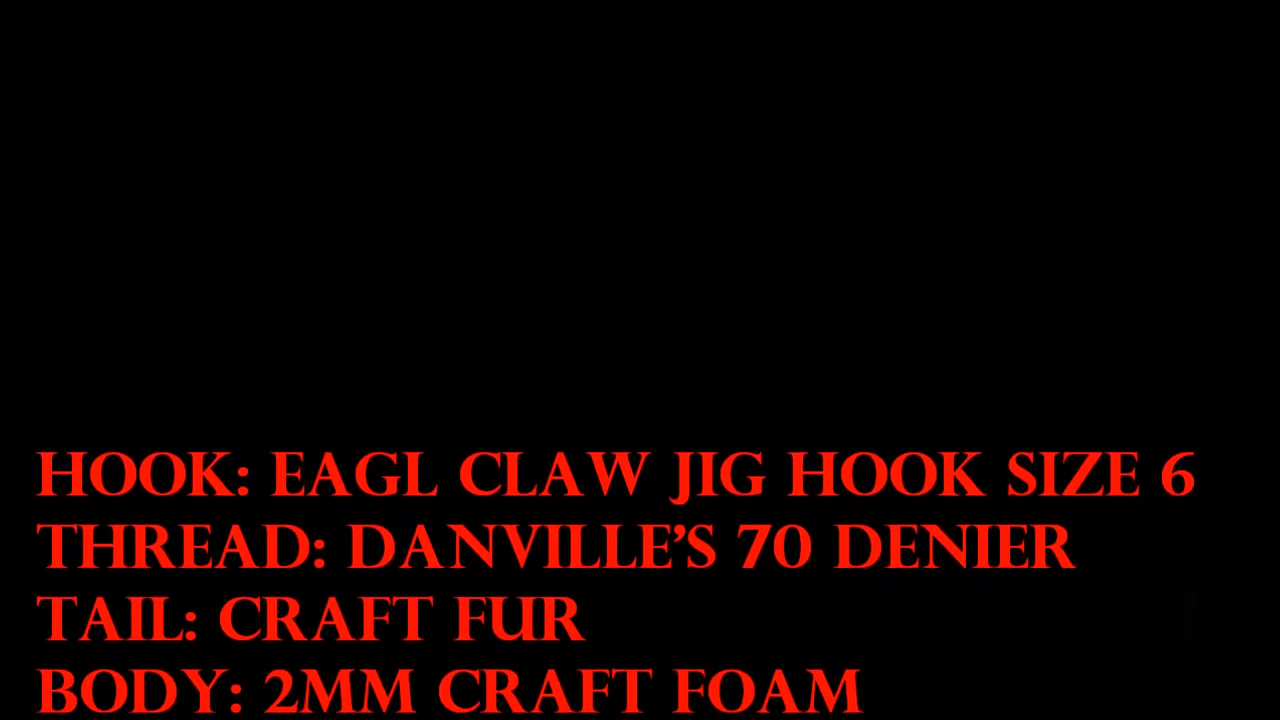 HOOK: EAGL CLAW JIG HOOK SIZE 6
THREAD: DANVILLE'S 70 DENIER
TAIL: CRAFT FUR
BODY: 2MM CRAFT FOAM